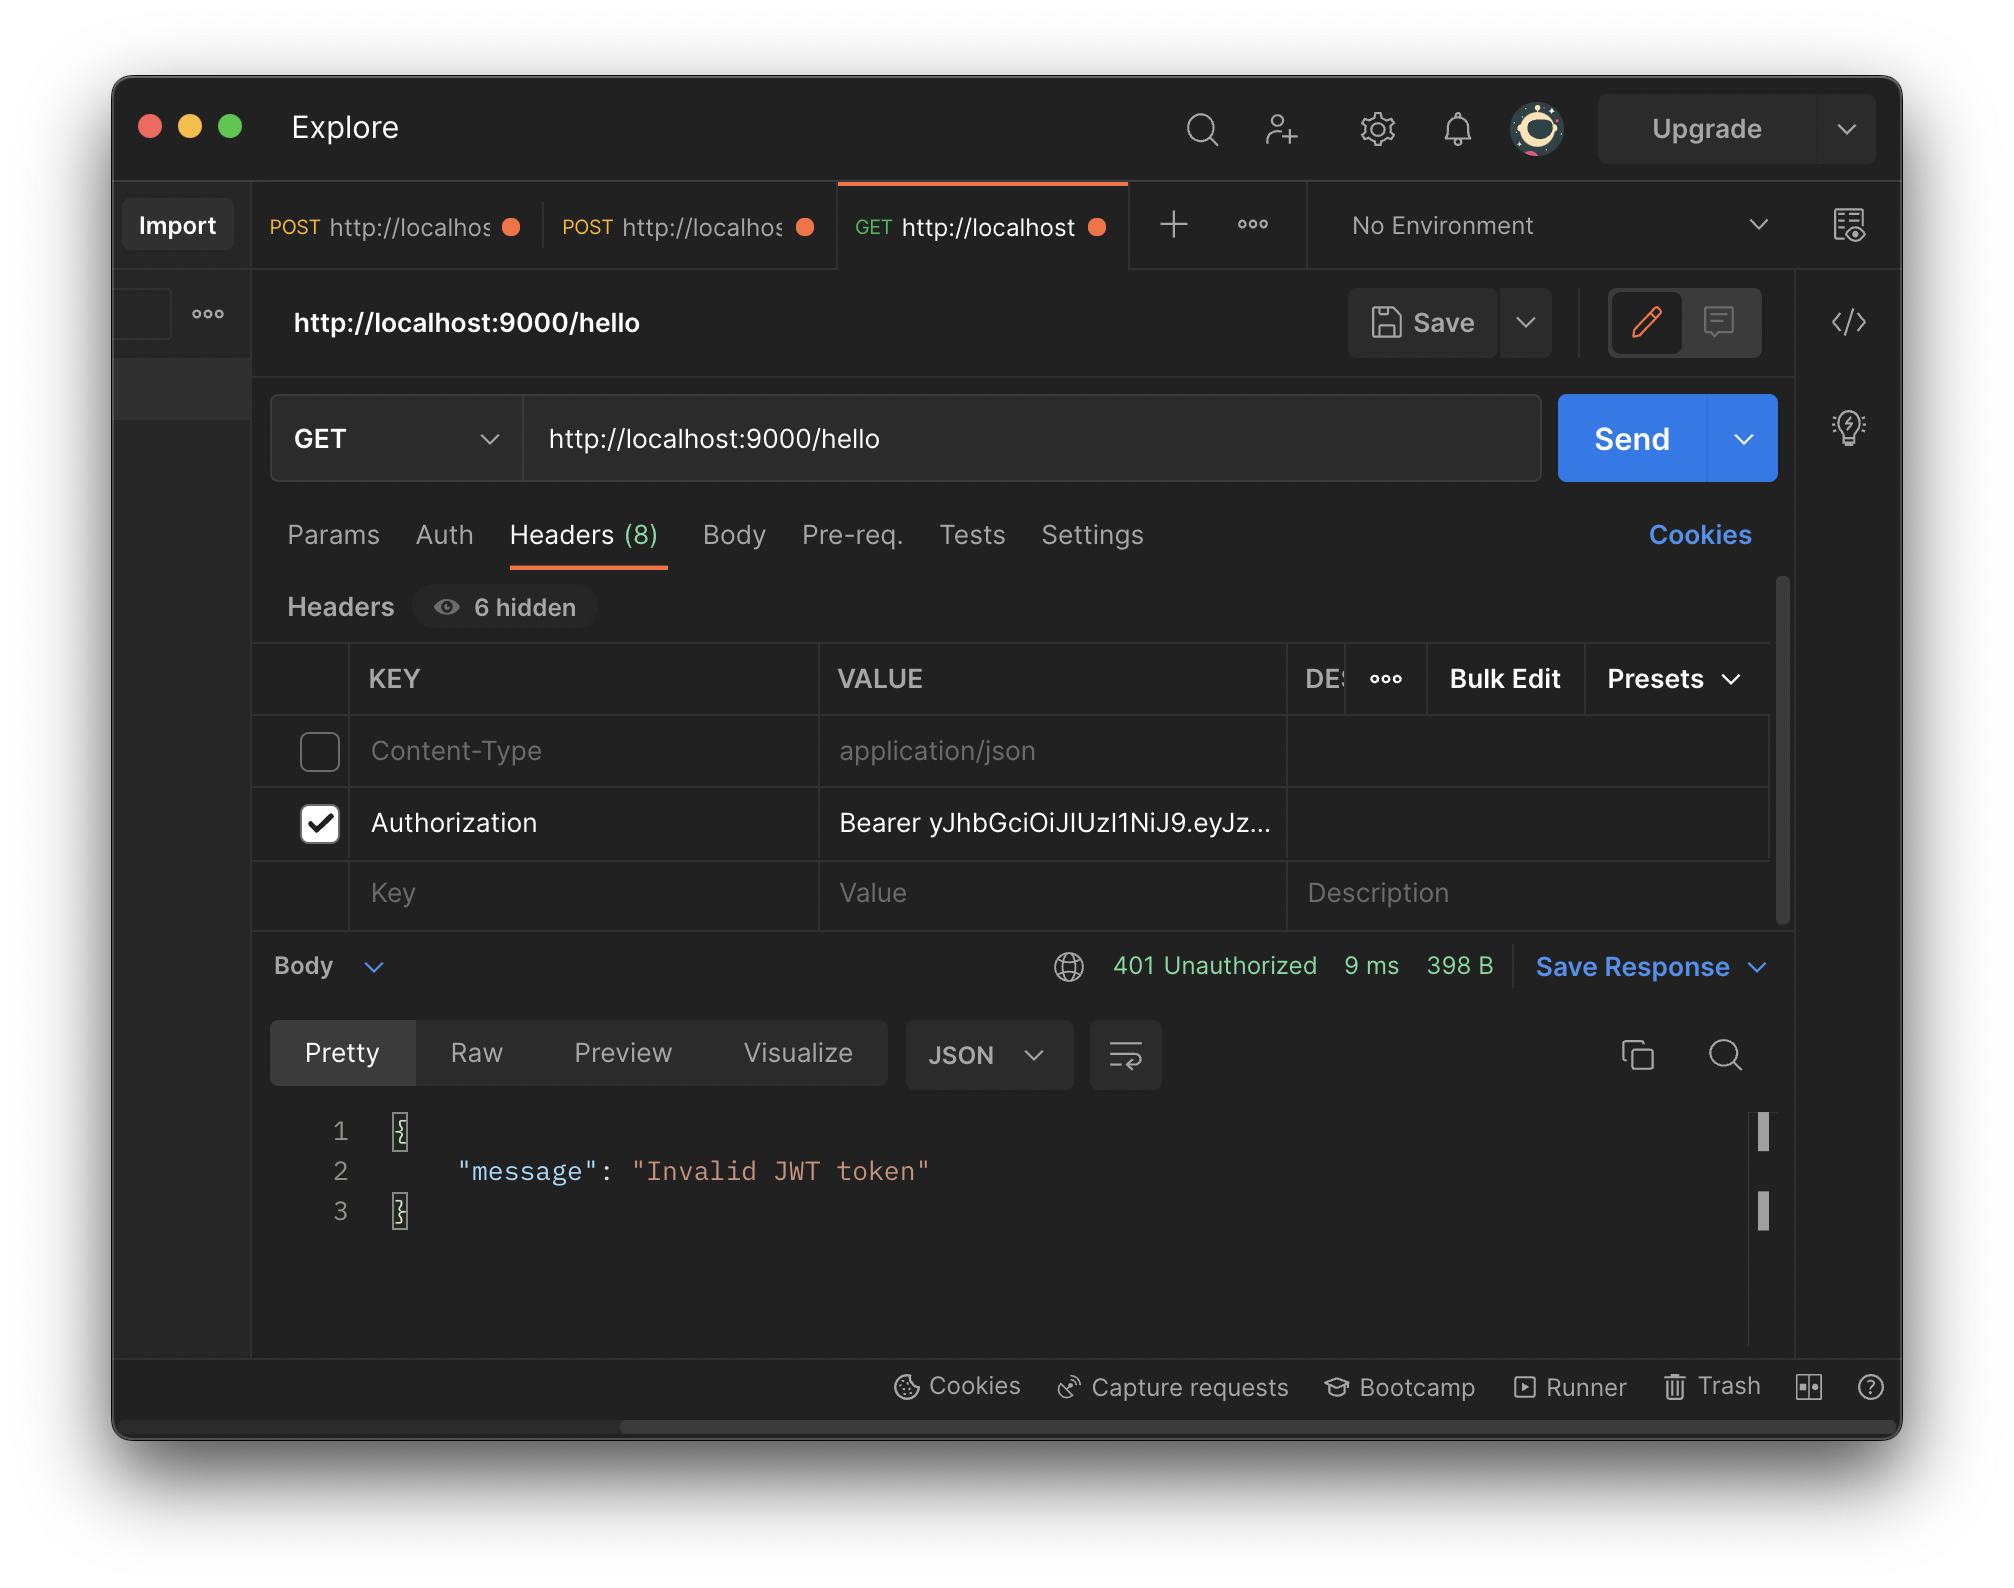 Explore
Upgrade
Import
POST http://localhos
POST http://localhos
GET http://localhost
No Environment
http://localhost:9000/hello
Save
GET
http://localhost:9000/hello
Send
Params
Auth
Headers (8)
Body
Pre-req.
Tests
Settings
Cookies
Headers
6 hidden
KEY
VALUE
DES
Bulk Edit
Presets
Content-Type
application/json
Authorization
Bearer yJhbGciOiJIUzI1NiJ9.eyJz...
Key
Value
Description
Body
401 Unauthorized
9 ms
398 B
Save Response
Pretty
Raw
Preview
Visualize
JSON
1 {
2 "message": "Invalid JWT token"
3 }
Cookies
Capture requests
Bootcamp
Runner
Trash